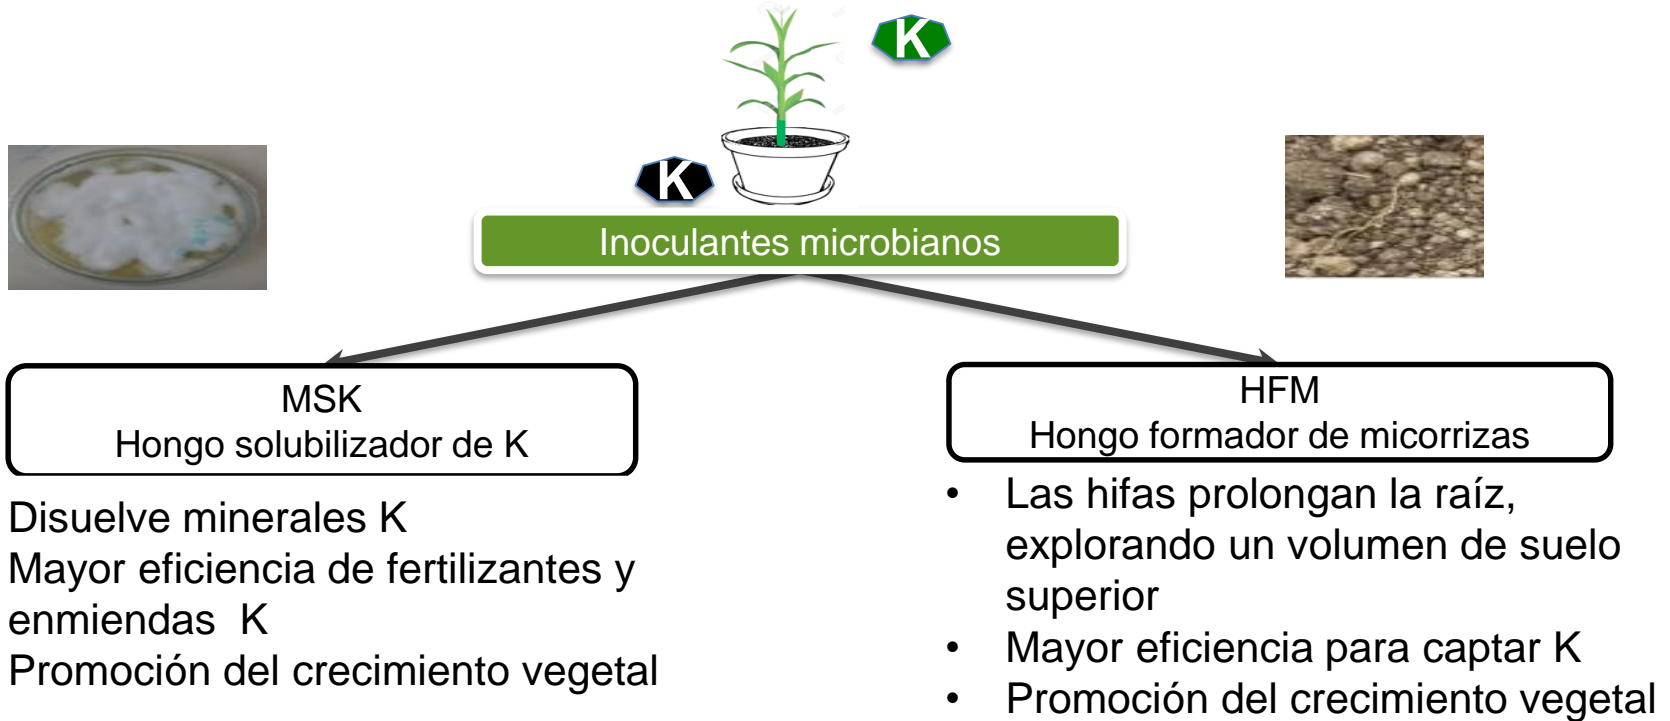 K
K
Inoculantes microbianos
MSK
Hongo solubilizador de K
Disuelve minerales K
Mayor eficiencia de fertilizantes y
enmiendas K
Promoción del crecimiento vegetal
HFM
Hongo formador de micorrizas
• Las hifas prolongan la raíz,
explorando un volumen de suelo
superior
• Mayor eficiencia para captar K
• Promoción del crecimiento vegetal